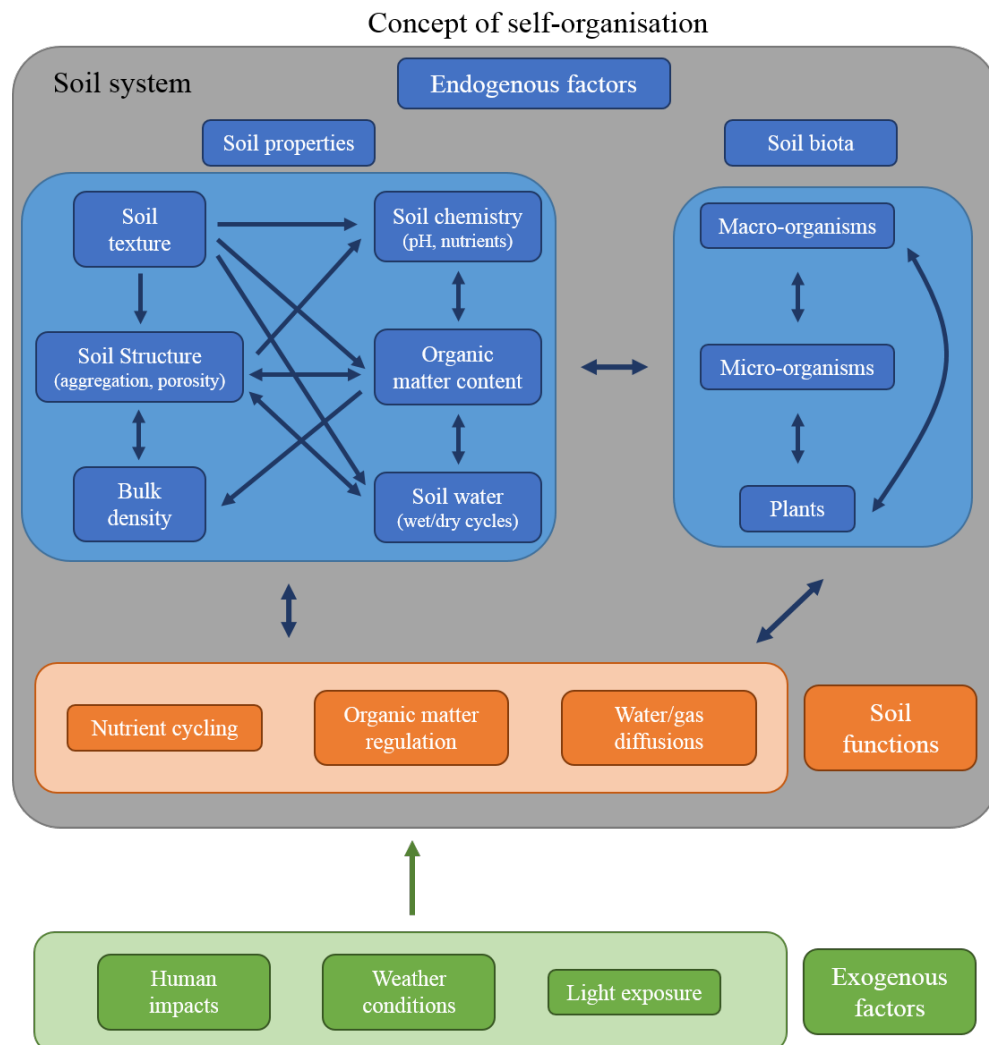 Concept of self-organisation
Soil system
Endogenous factors
Soil properties
Soil biota
Soil
texture
Soil chemistry
(pH, nutrients)
Soil Structure
(aggregation, porosity)
Organic
matter content
Bulk
density
Soil water
(wet/dry cycles)
Macro-organisms
Micro-organisms
Plants
Nutrient cycling
Organic matter
regulation
Water/gas
diffusions
Soil
functions
Human
impacts
Weather
conditions
Light exposure
Exogenous
factors